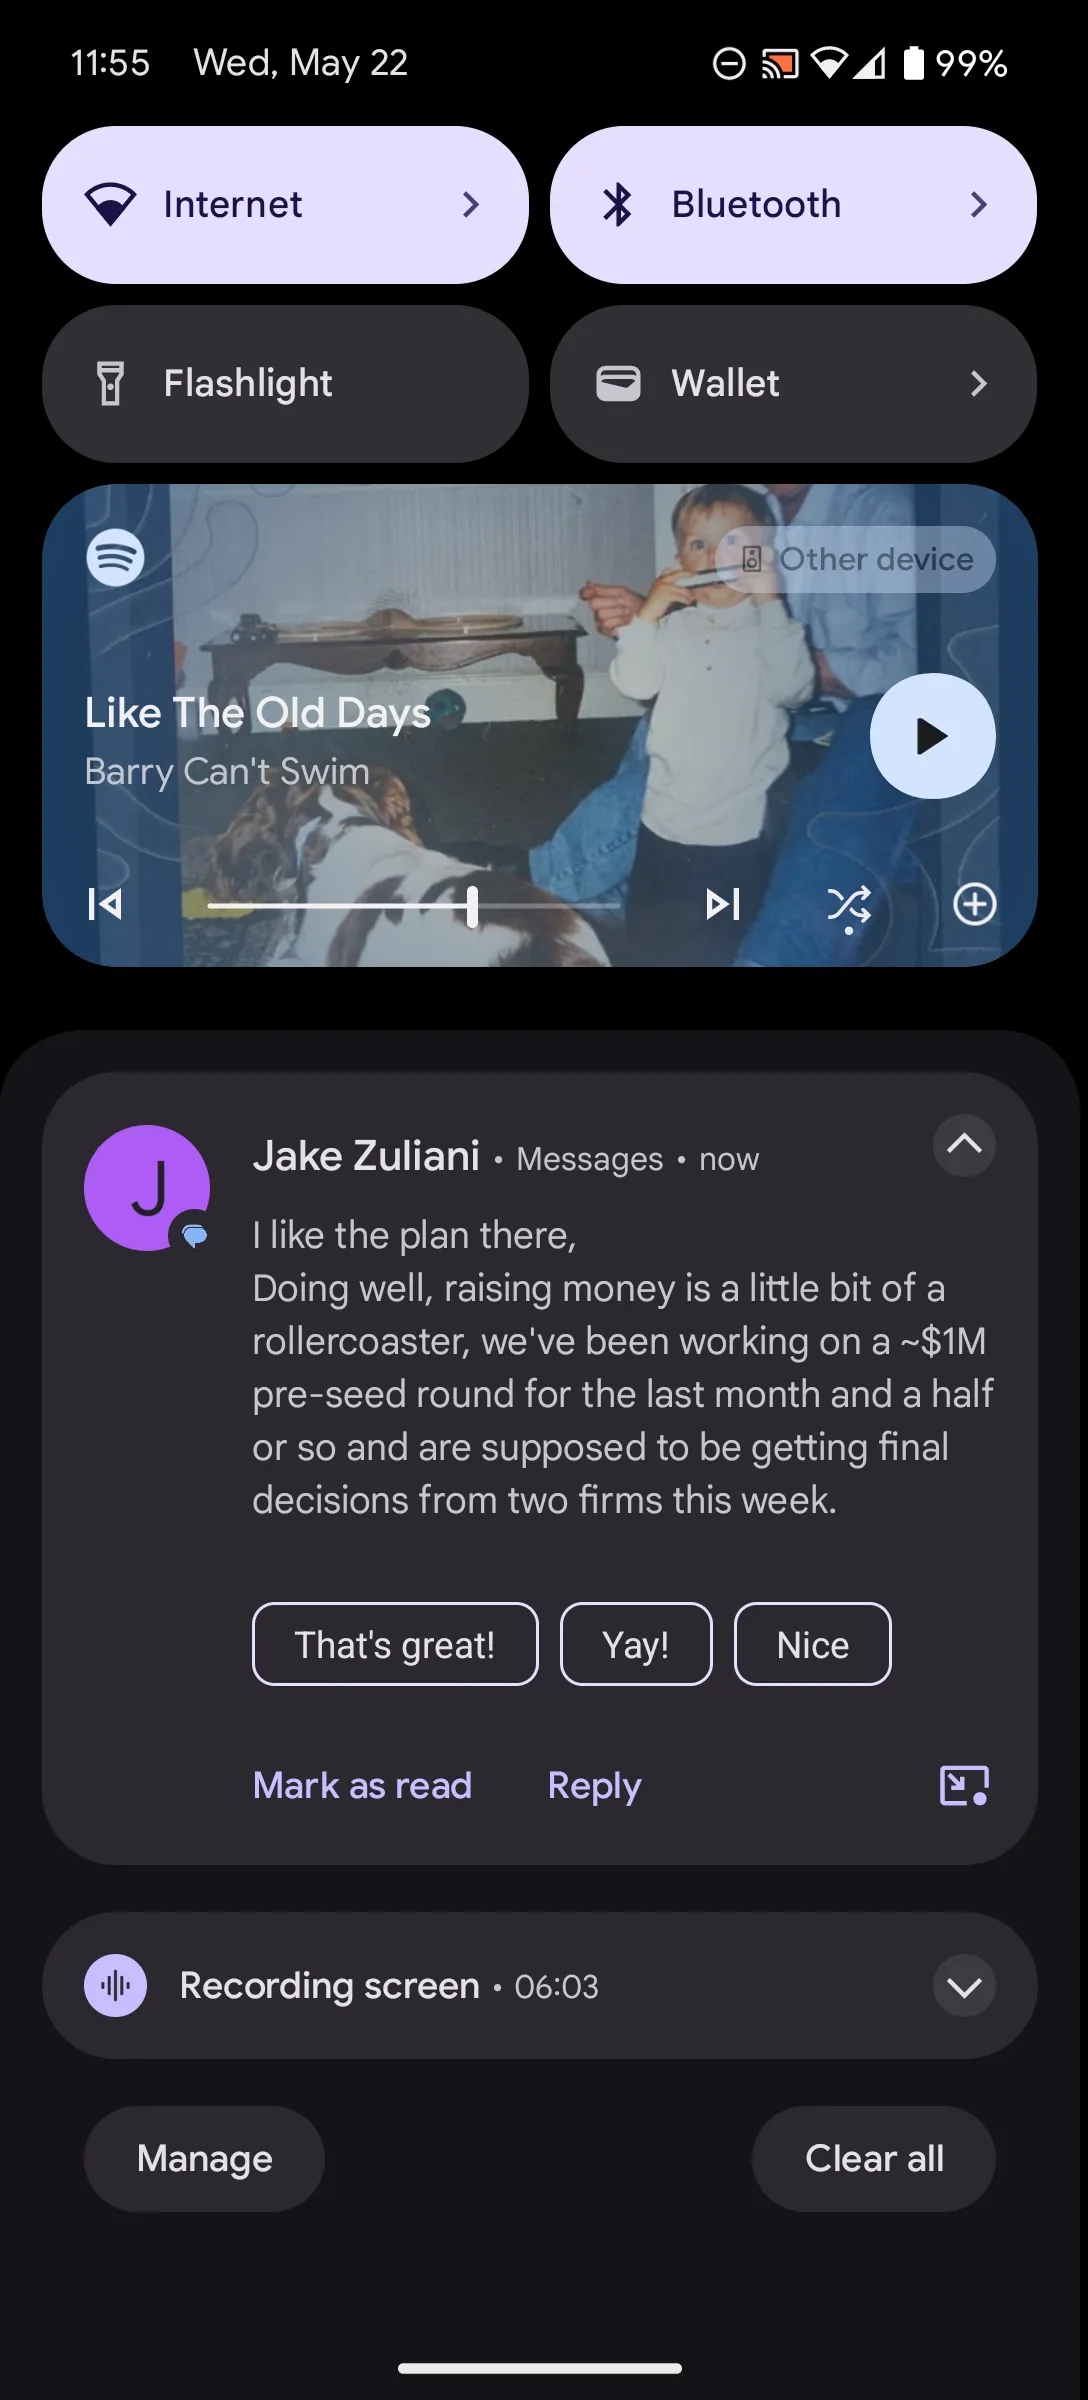 11:55 Wed, May 22 99%
Internet
Bluetooth
Flashlight
Wallet
Other device
Like The Old Days
Barry Can't Swim
Jake Zuliani • Messages • now
J
I like the plan there,
Doing well, raising money is a little bit of a
rollercoaster, we've been working on a ~$1M
pre-seed round for the last month and a half
or so and are supposed to be getting final
decisions from two firms this week.
That's great! Yay! Nice
Mark as read Reply
Recording screen • 06:03
Manage Clear all